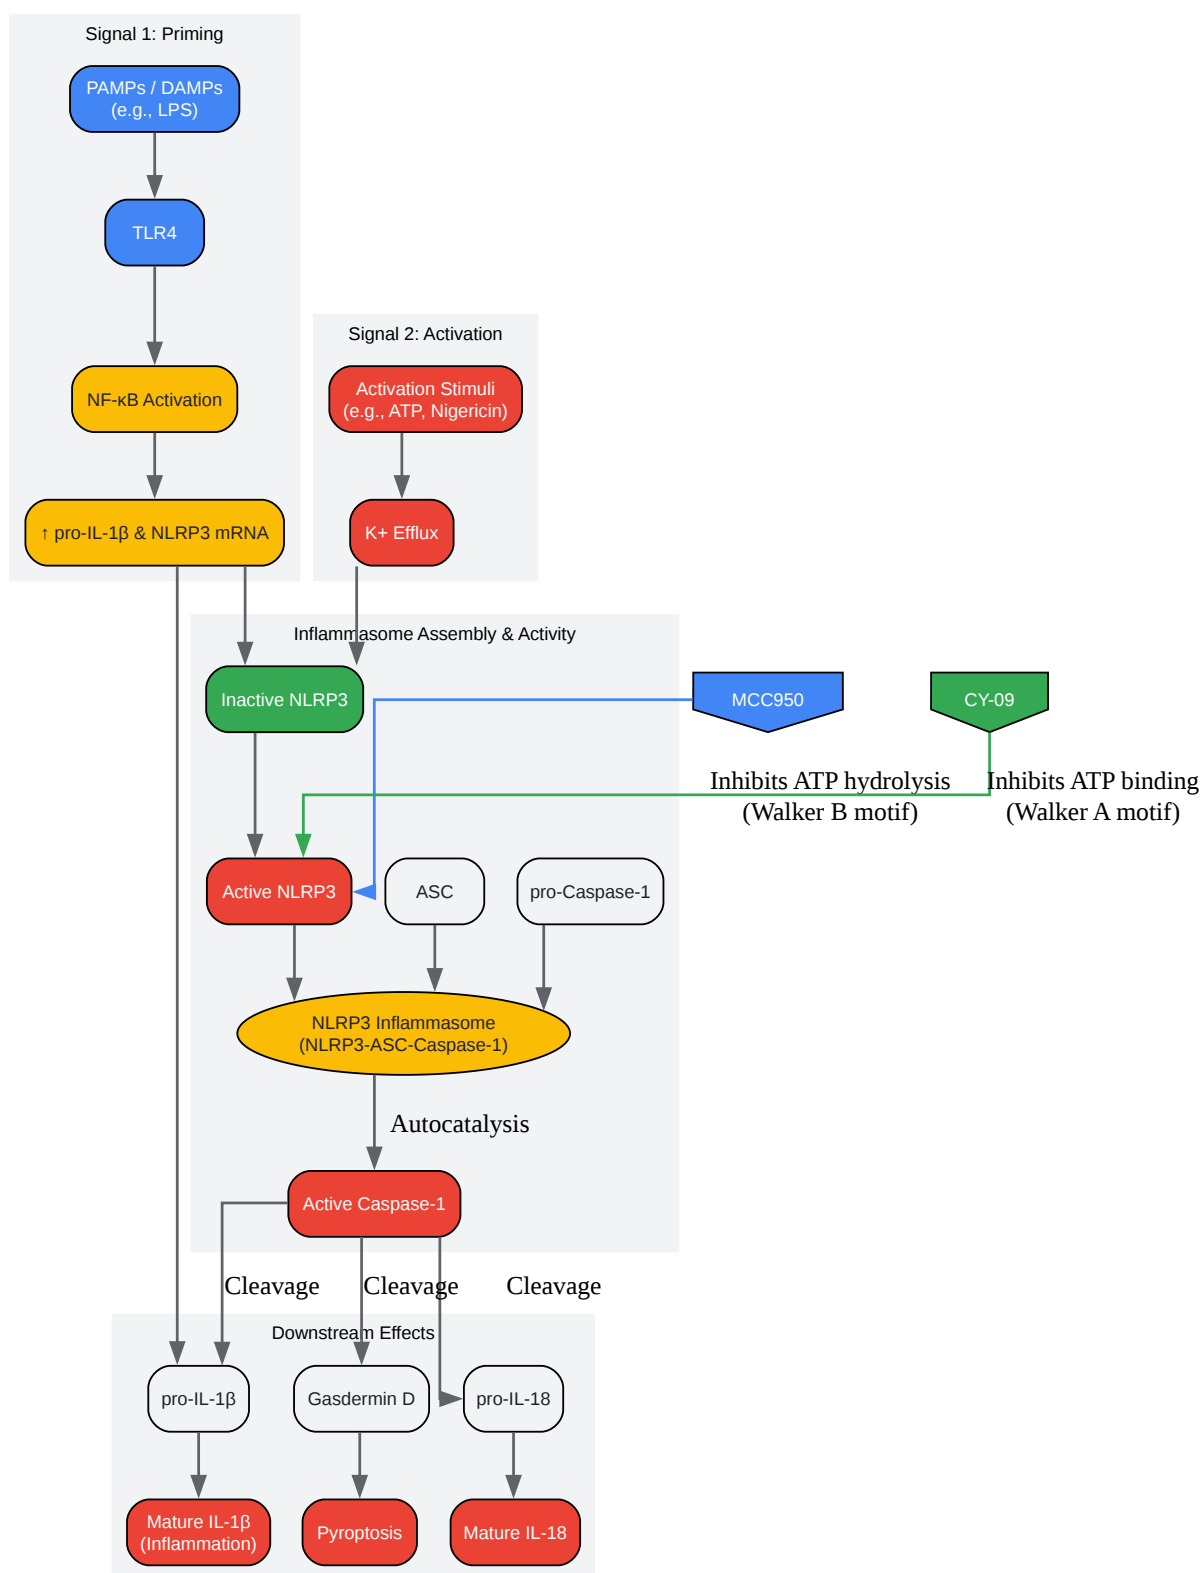 Signal 1: Priming
PAMPs / DAMPs
(e.g., LPS)
TLR4
NF-κB Activation
↑ pro-IL-1β & NLRP3 mRNA
Signal 2: Activation
Activation Stimuli
(e.g., ATP, Nigericin)
K+ Efflux
Inflammasome Assembly & Activity
Inactive NLRP3
MCC950
CY-09
Inhibits ATP hydrolysis
(Walker B motif)
Inhibits ATP binding
(Walker A motif)
Active NLRP3
ASC
pro-Caspase-1
NLRP3 Inflammasome
(NLRP3-ASC-Caspase-1)
Autocatalysis
Active Caspase-1
Cleavage
Cleavage
Cleavage
Downstream Effects
pro-IL-1β
Gasdermin D
pro-IL-18
Mature IL-1β
(Inflammation)
Pyroptosis
Mature IL-18